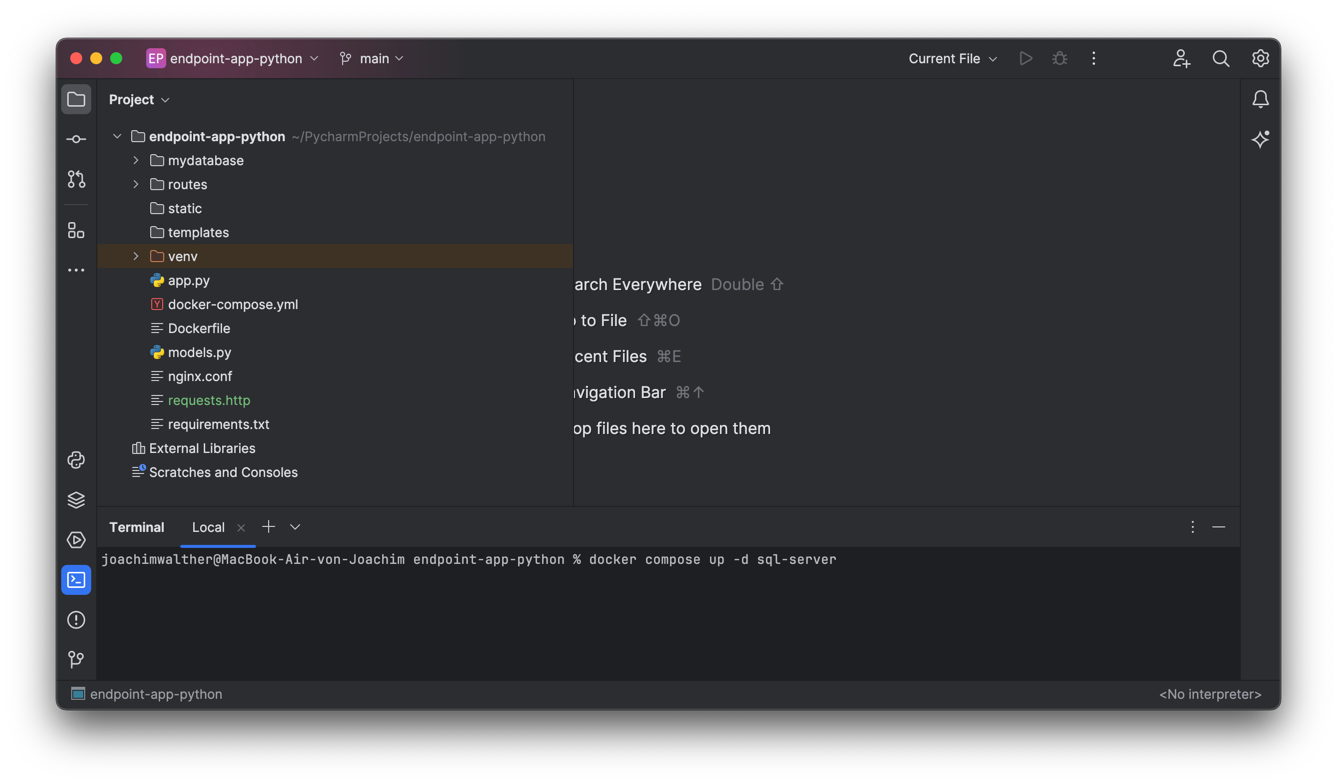 EP endpoint-app-python main Current File
Project
endpoint-app-python ~/PycharmProjects/endpoint-app-python
mydatabase
routes
static
templates
venv
app.py
docker-compose.yml
Dockerfile
models.py
nginx.conf
requests.http
requirements.txt
External Libraries
Scratches and Consoles
arch Everywhere Double ⇧
o to File ⇧⌘O
cent Files ⌘E
avigation Bar ⌘↑
op files here to open them
Terminal Local
joachimwalther@MacBook-Air-von-Joachim endpoint-app-python % docker compose up -d sql-server
endpoint-app-python <No interpreter>